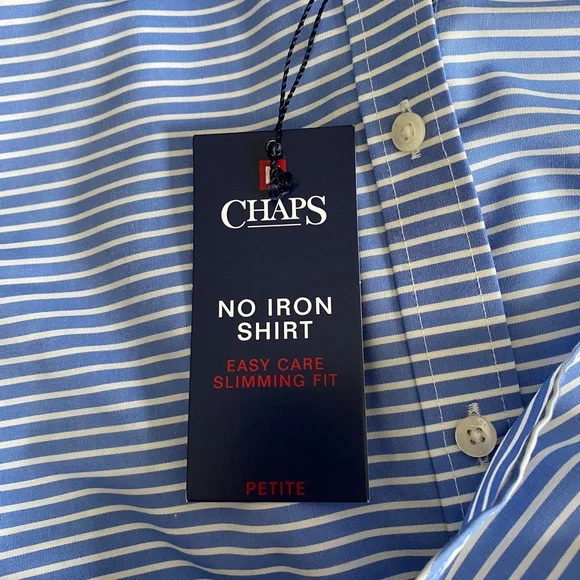 CHAPS
NO IRON
SHIRT
EASY CARE
SLIMMING FIT
PETITE